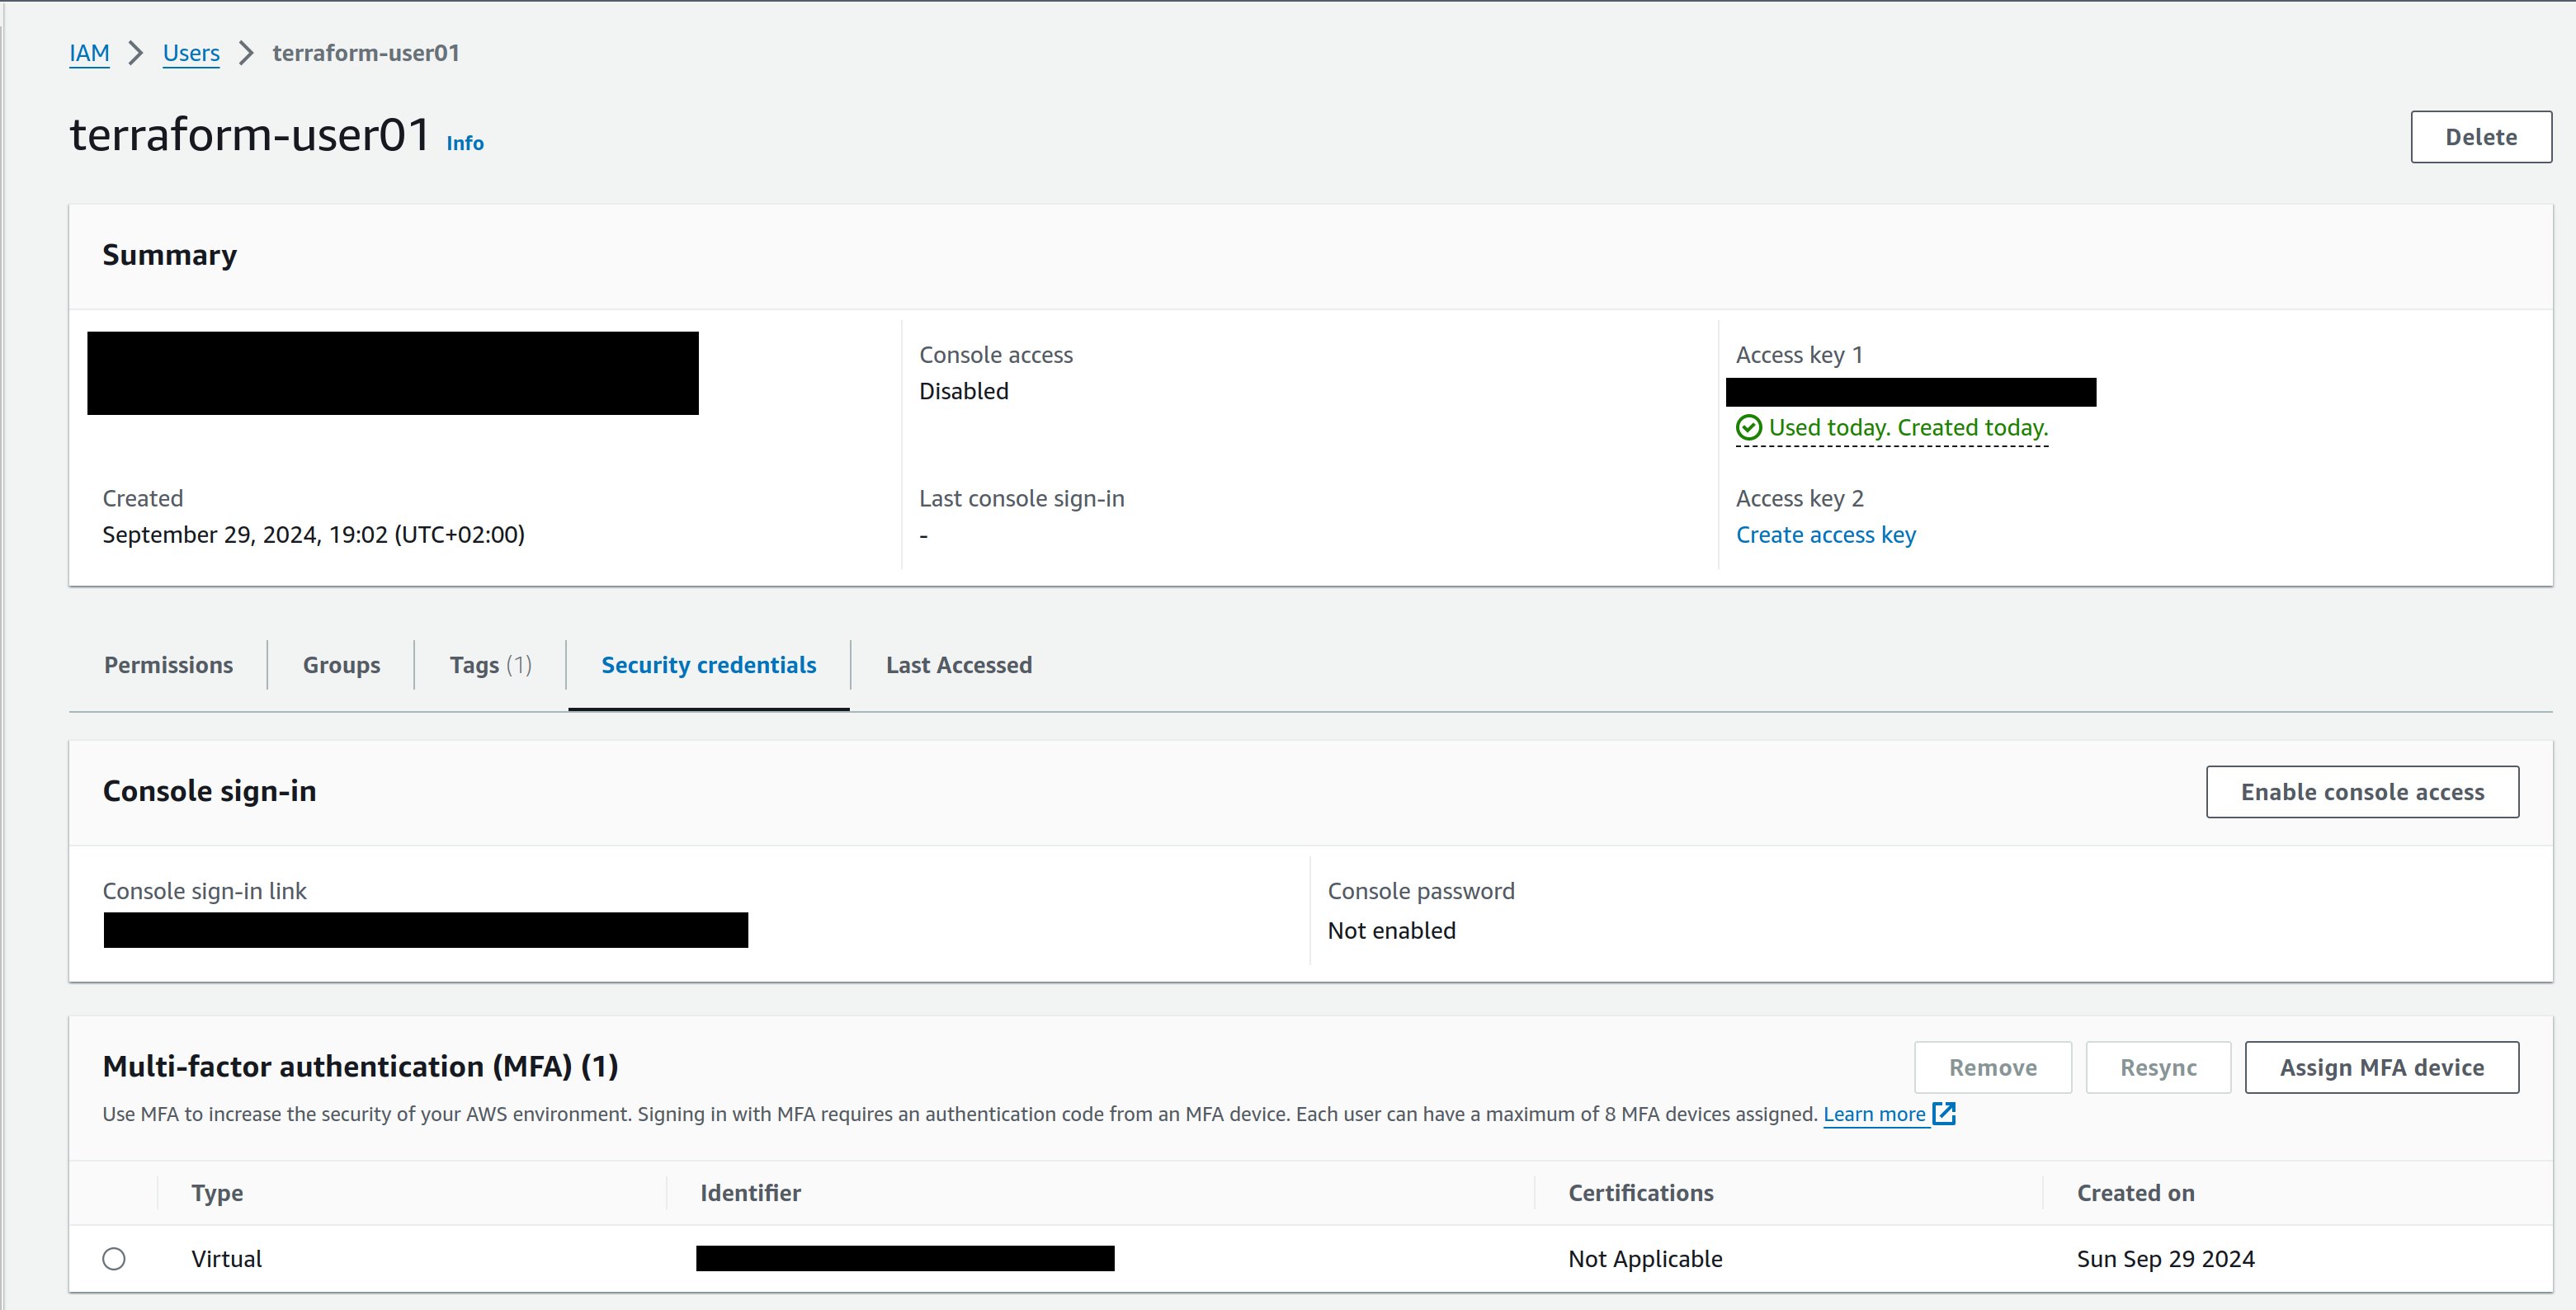 IAM > Users > terraform-user01
terraform-user01 Info
Delete
Summary
Console access
Disabled
Access key 1
Used today. Created today.
Created
September 29, 2024, 19:02 (UTC+02:00)
Last console sign-in
-
Access key 2
Create access key
Permissions
Groups
Tags (1)
Security credentials
Last Accessed
Console sign-in
Enable console access
Console sign-in link
Console password
Not enabled
Multi-factor authentication (MFA) (1)
Remove
Resync
Assign MFA device
Use MFA to increase the security of your AWS environment. Signing in with MFA requires an authentication code from an MFA device. Each user can have a maximum of 8 MFA devices assigned. Learn more
Type
Identifier
Certifications
Created on
Virtual
Not Applicable
Sun Sep 29 2024